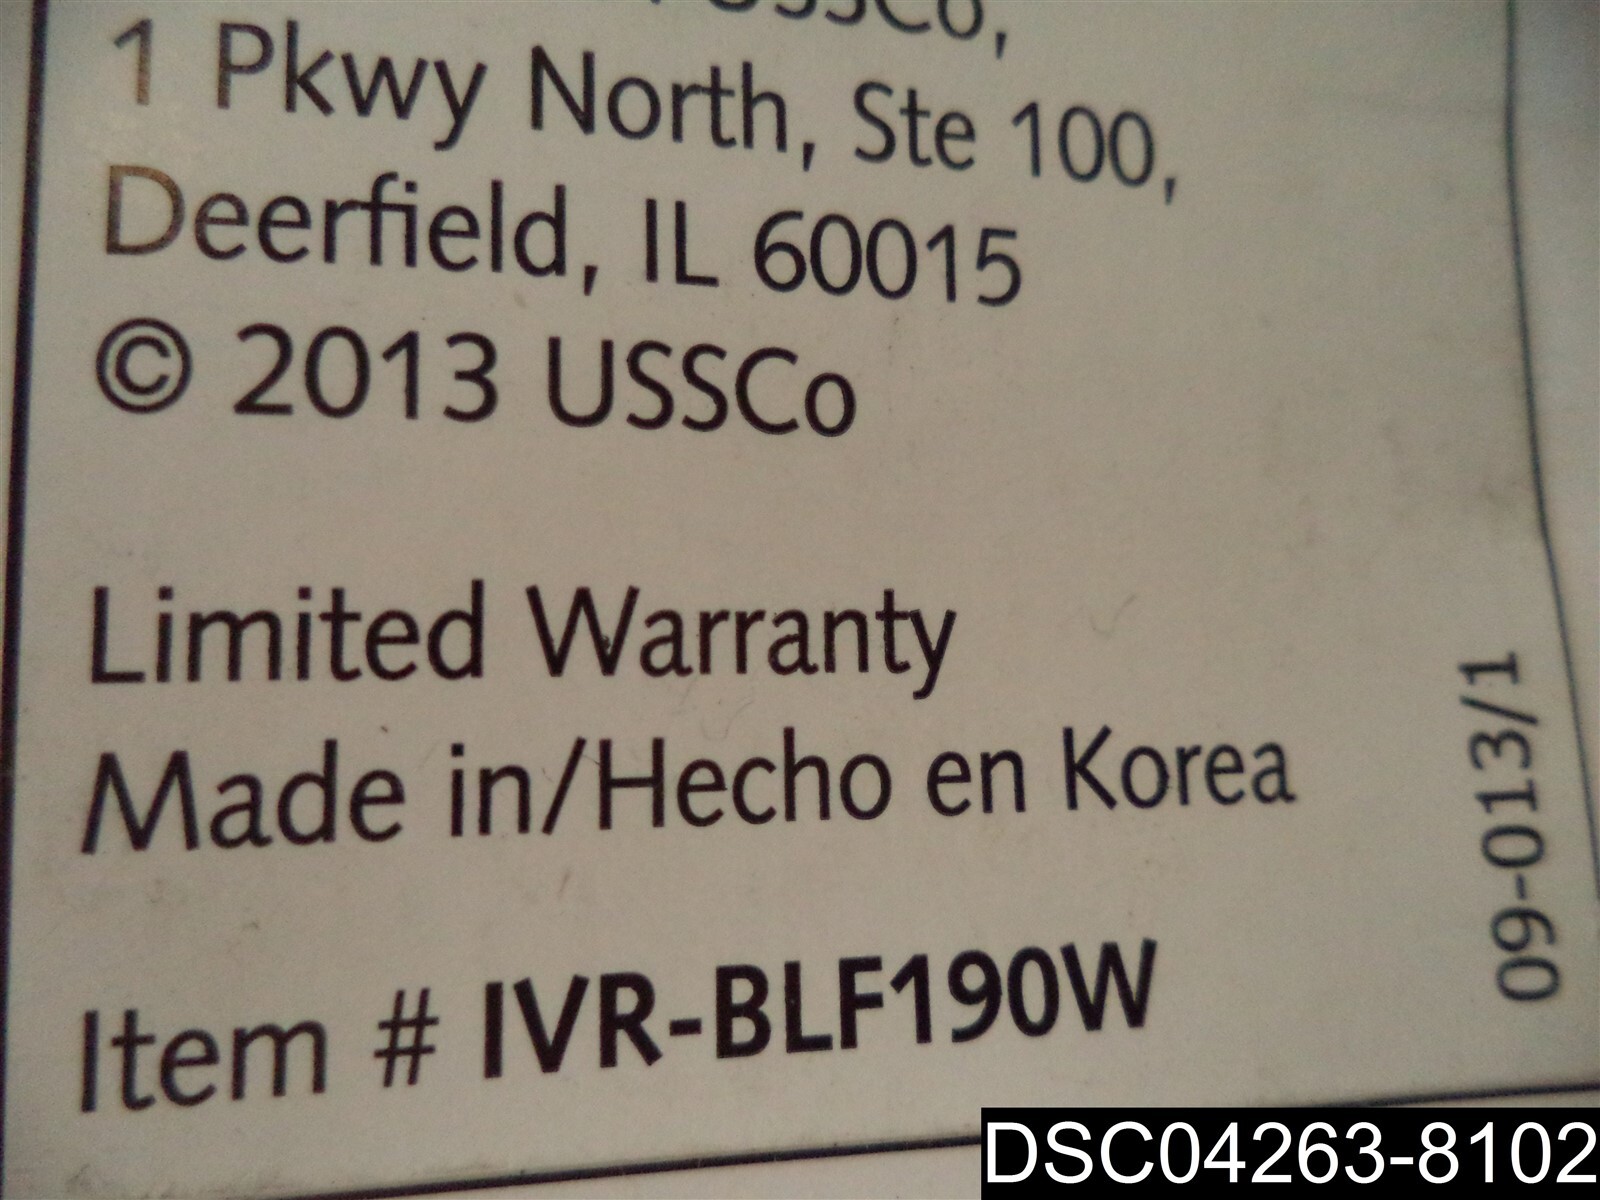 USSCo,
1 Pkwy North, Ste 100,
Deerfield, IL 60015
© 2013 USSCo
Limited Warranty
Made in/Hecho en Korea
Item # IVR-BLF190W
09-013/1
DSC04263-8102